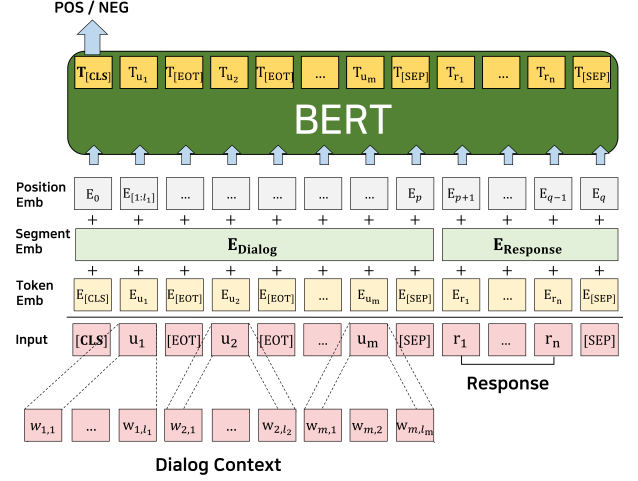 POS / NEG
T[CLS] Tu1 T[EOT] Tu2 T[EOT] ... Tum T[SEP] Tr1 ... Trn T[SEP]
BERT
Position Emb E0 E[1:l1] ... ... ... ... ... Ep Ep+1 ... Eq−1 Eq
+ + + + + + + + + + + +
Segment Emb EDialog EResponse
+ + + + + + + + + + + +
Token Emb E[CLS] Eu1 E[EOT] Eu2 E[EOT] ... Eum E[SEP] Er1 ... Ern E[SEP]
Input [CLS] u1 [EOT] u2 [EOT] ... um [SEP] r1 ... rn [SEP]
Response
w1,1 ... w1,l1 w2,1 ... w2,l2 wm,1 wm,2 wm,lm
Dialog Context